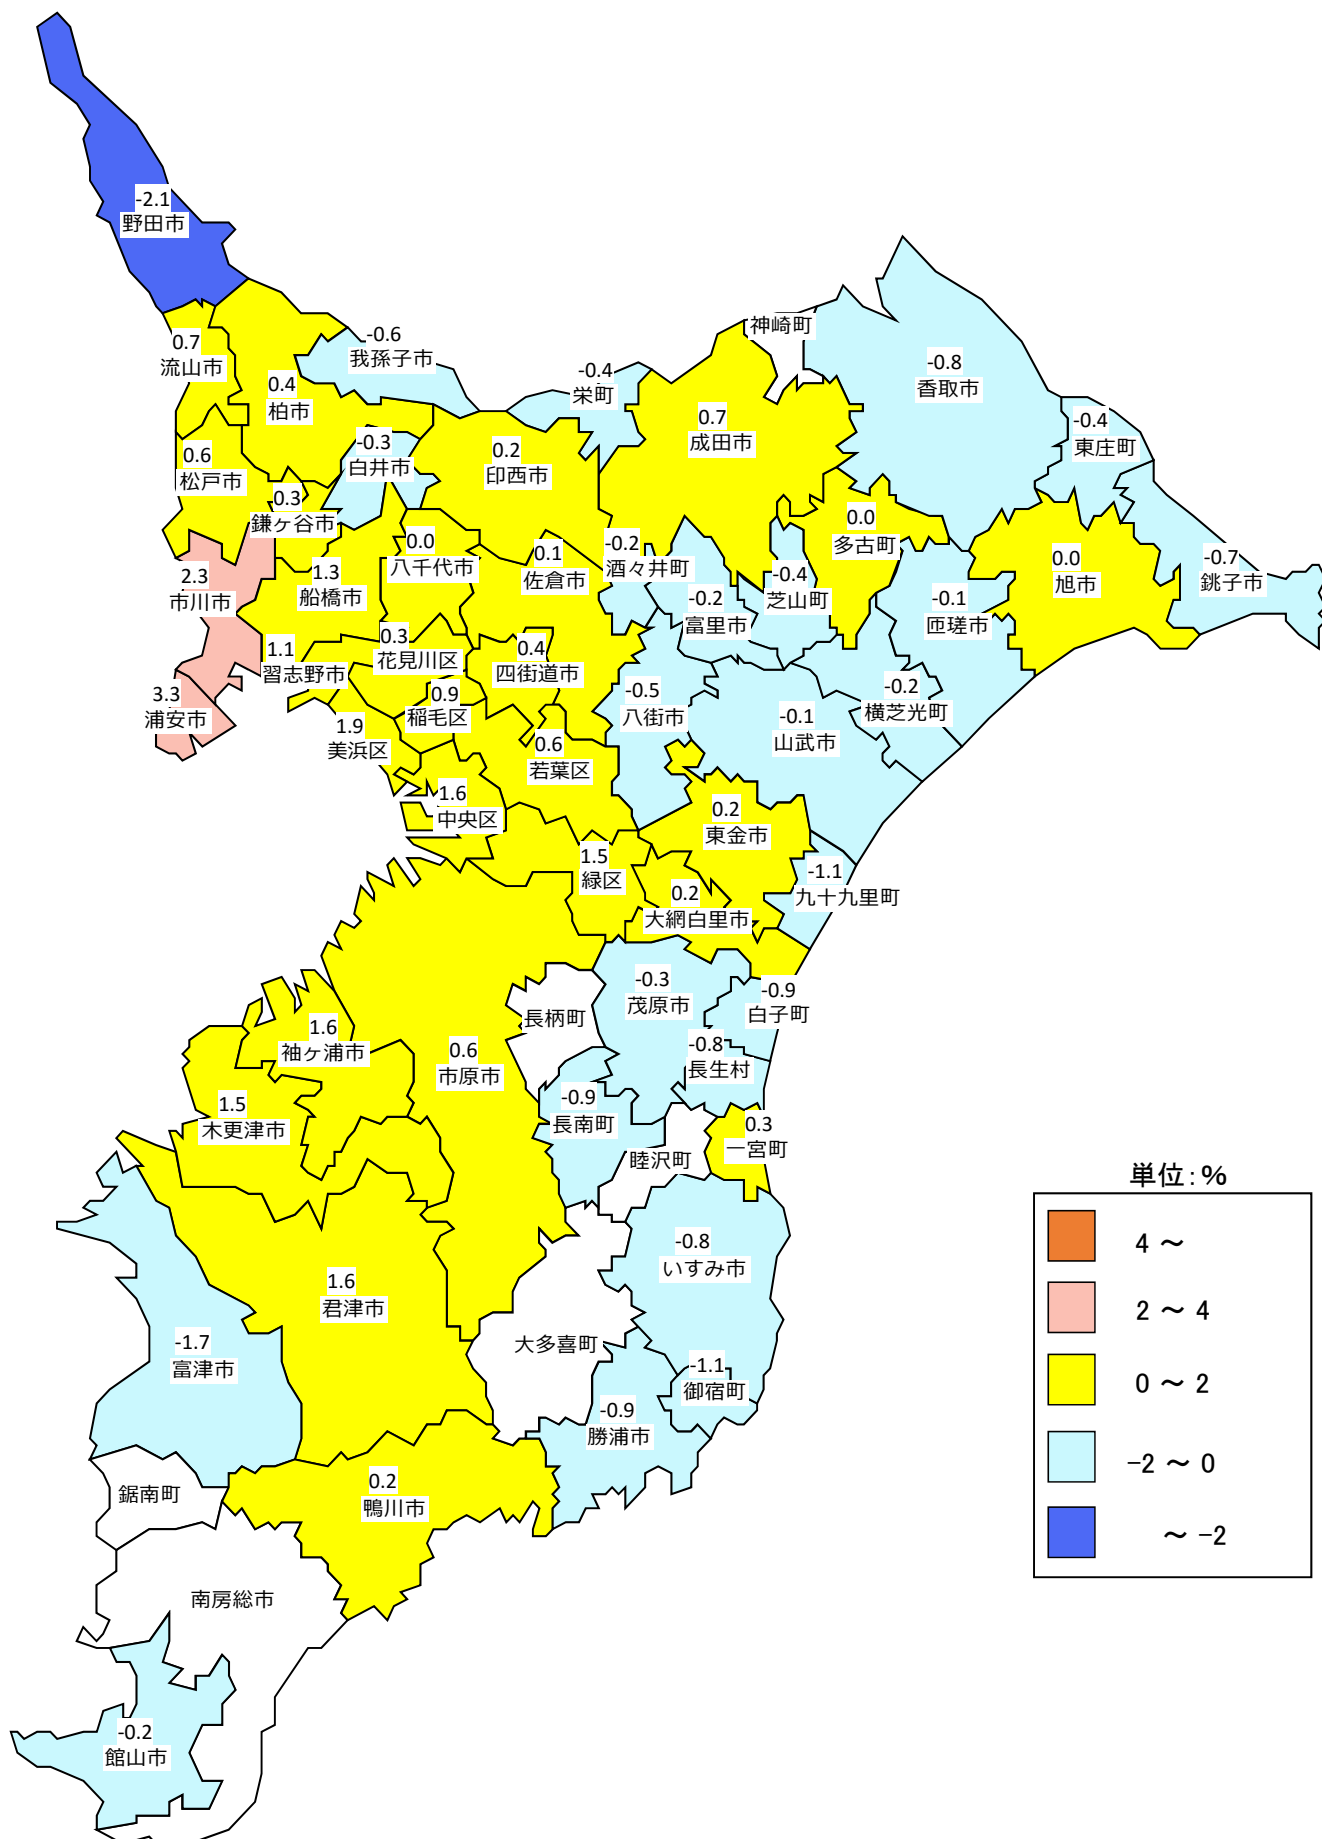 -2.1
野田市
0.7
流山市
0.4
柏市
-0.6
我孫子市
-0.4
栄町
神崎町
-0.8
香取市
-0.4
東庄町
0.7
成田市
0.6
松戸市
-0.3
白井市
0.2
印西市
0.3
鎌ヶ谷市
0.0
八千代市
0.1
佐倉市
-0.2
酒々井町
0.0
多古町
0.0
旭市
-0.7
銚子市
2.3
市川市
1.3
船橋市
-0.2
富里市
-0.4
芝山町
-0.1
匝瑳市
1.1
習志野市
0.3
花見川区
0.4
四街道市
3.3
浦安市
1.9
美浜区
0.9
稲毛区
0.6
若葉区
-0.5
八街市
-0.1
山武市
-0.2
横芝光町
1.6
中央区
1.5
緑区
0.2
東金市
0.2
大網白里市
-1.1
九十九里町
1.6
袖ヶ浦市
0.6
市原市
長柄町
-0.3
茂原市
-0.9
白子町
-0.8
長生村
1.5
木更津市
-0.9
長南町
睦沢町
0.3
一宮町
1.6
君津市
-0.8
いすみ市
-1.7
富津市
大多喜町
-1.1
御宿町
-0.9
勝浦市
鋸南町
0.2
鴨川市
南房総市
-0.2
館山市
単位：%
4 ～
2 ～ 4
0 ～ 2
−2 ～ 0
～ −2